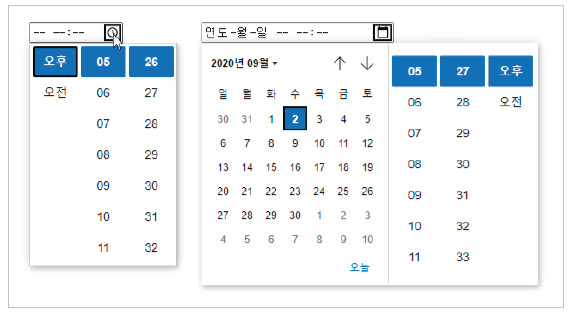 -- --:--
오후 05 26
오전 06 27
07 28
08 29
09 30
10 31
11 32
연도-월-일 -- --:--
2020년 09월
일 월 화 수 목 금 토
30 31 1 2 3 4 5
6 7 8 9 10 11 12
13 14 15 16 17 18 19
20 21 22 23 24 25 26
27 28 29 30 1 2 3
4 5 6 7 8 9 10
오늘
05 27 오후
06 28 오전
07 29
08 30
09 31
10 32
11 33